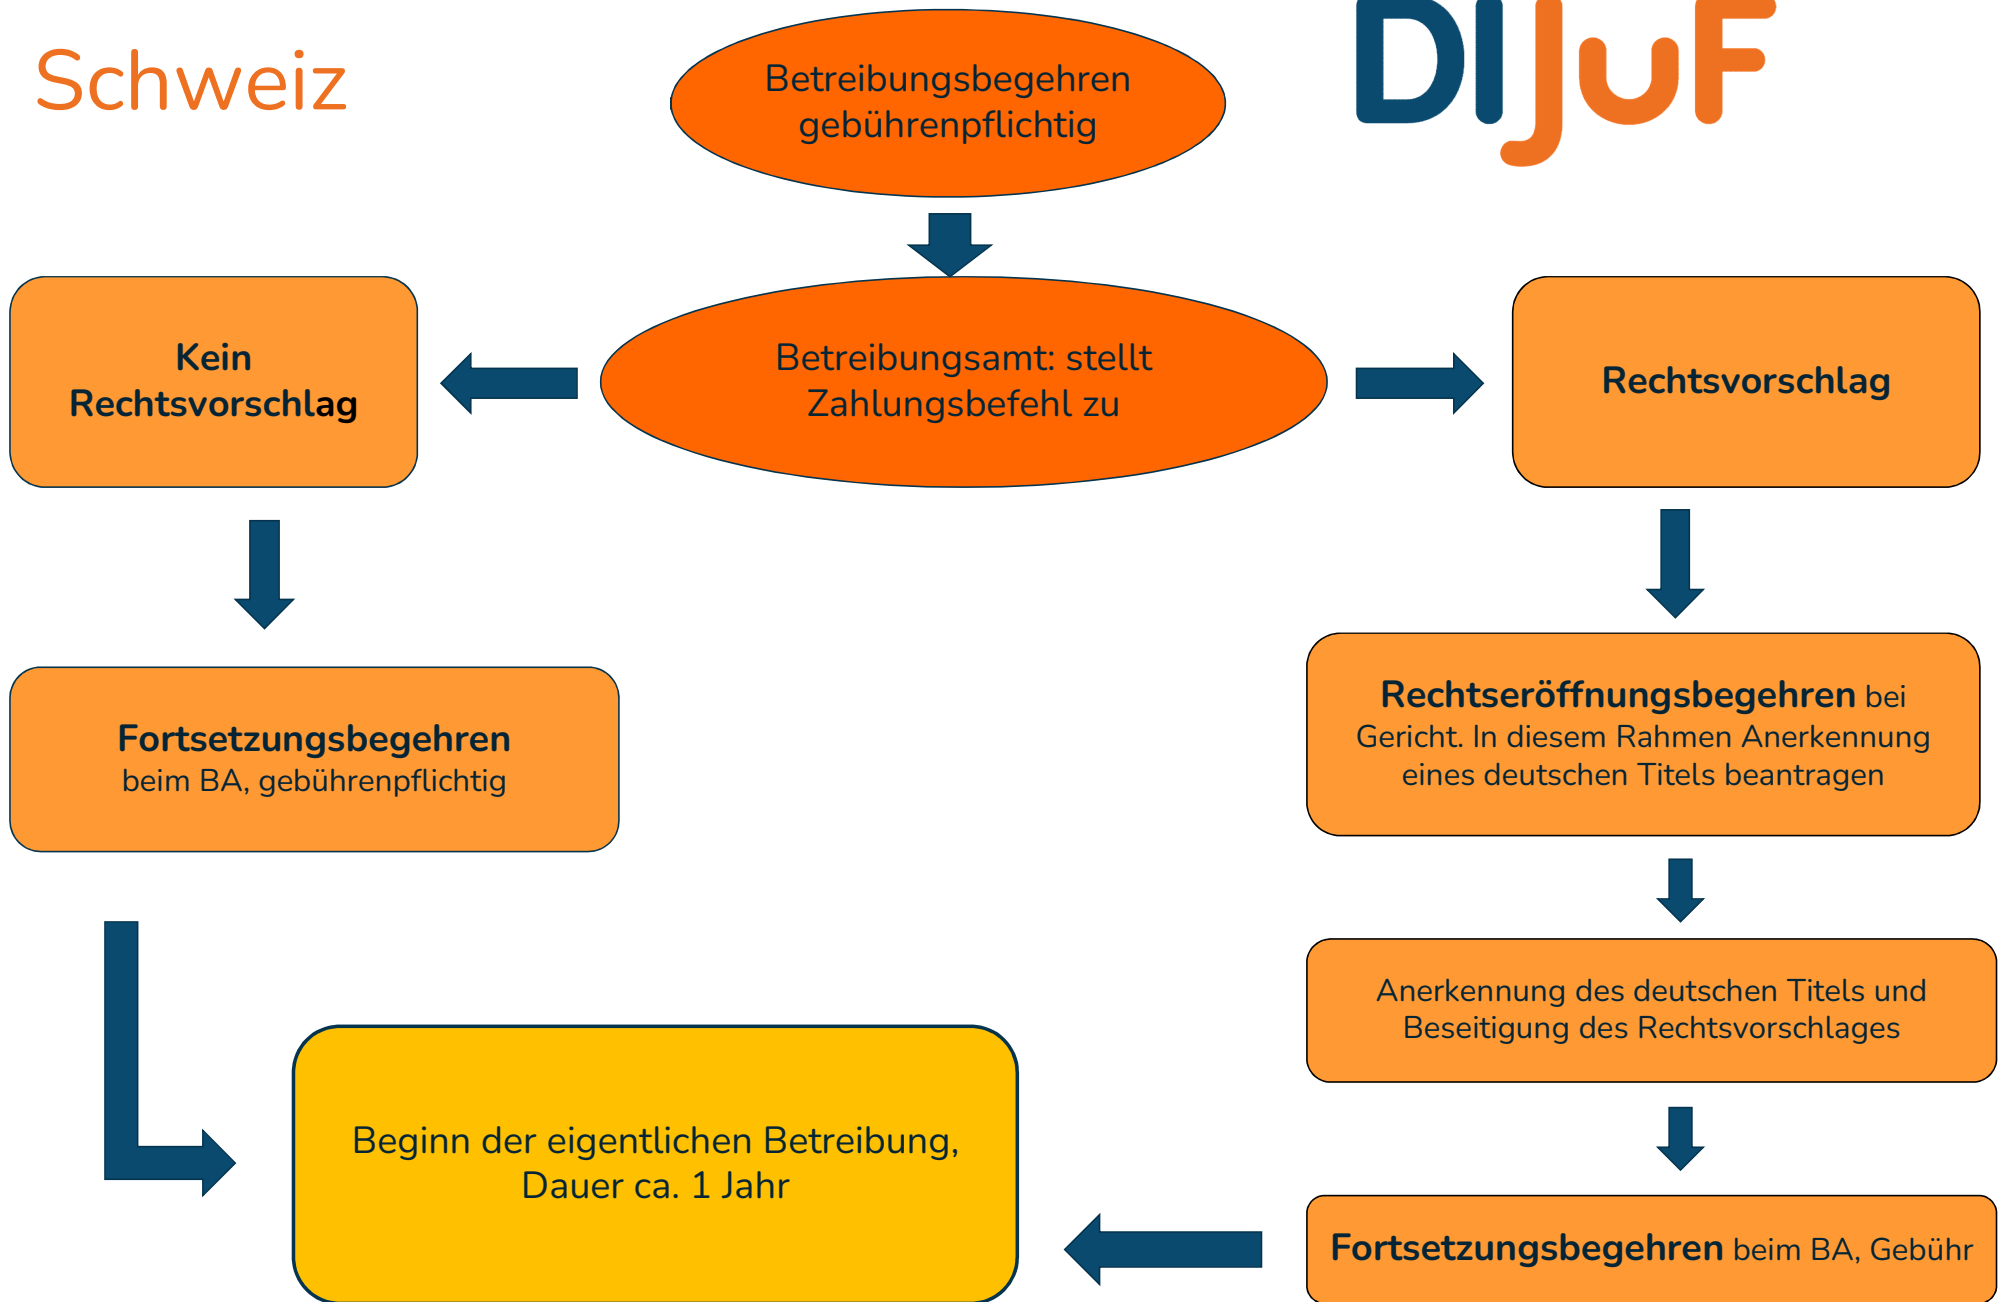 Schweiz
DIJuF
Betreibungsbegehren
gebührenpflichtig
Kein
Rechtsvorschlag
Betreibungsamt: stellt
Zahlungsbefehl zu
Rechtsvorschlag
Fortsetzungsbegehren
beim BA, gebührenpflichtig
Rechtseröffnungsbegehren bei
Gericht. In diesem Rahmen Anerkennung
eines deutschen Titels beantragen
Anerkennung des deutschen Titels und
Beseitigung des Rechtsvorschlages
Beginn der eigentlichen Betreibung,
Dauer ca. 1 Jahr
Fortsetzungsbegehren beim BA, Gebühr